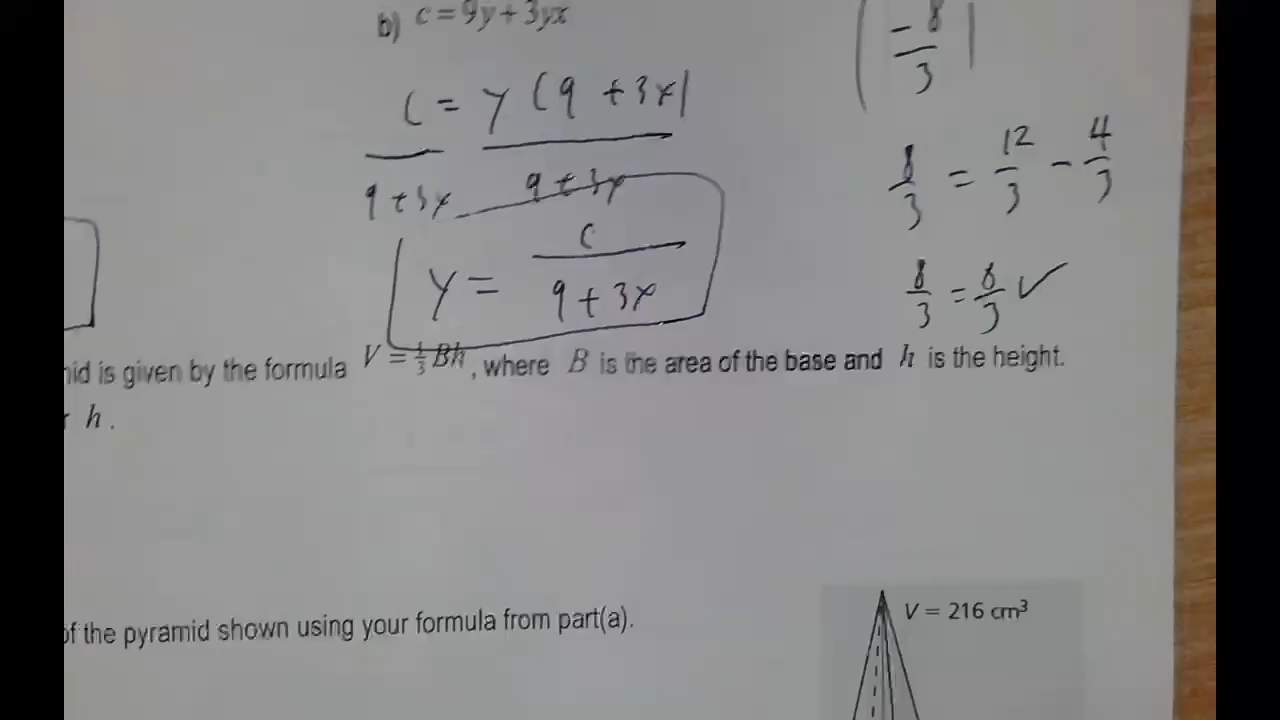 b) c = 9y + 3yx
c = y (9 + 3x)
9 + 3x 9 + 3x
y = c / 9 + 3x
- 8 / 3
8/3 = 12/3 - 4/3
8/3 = 8/3 ✓
is given by the formula V = 1/3 Bh, where B is the area of the base and h is the height.
h.
of the pyramid shown using your formula from part(a).
V = 216 cm³